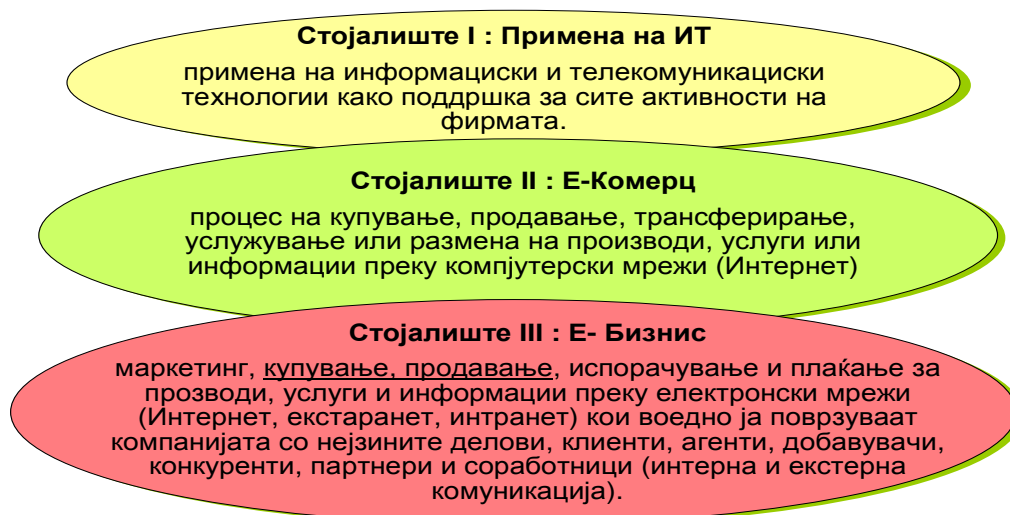 Стојалиште I : Примена на ИТ
примена на информациски и телекомуникациски
технологии како поддршка за сите активности на
фирмата.
Стојалиште II : Е-Комерц
процес на купување, продавање, трансферирање,
услужување или размена на производи, услуги или
информации преку компјутерски мрежи (Интернет)
Стојалиште III : Е- Бизнис
маркетинг, купување, продавање, испорачување и плаќање за
прозводи, услуги и информации преку електронски мрежи
(Интернет, екстаранет, интранет) кои воедно ја поврзуваат
компанијата со нејзините делови, клиенти, агенти, добавувачи,
конкуренти, партнери и соработници (интерна и екстерна
комуникација).